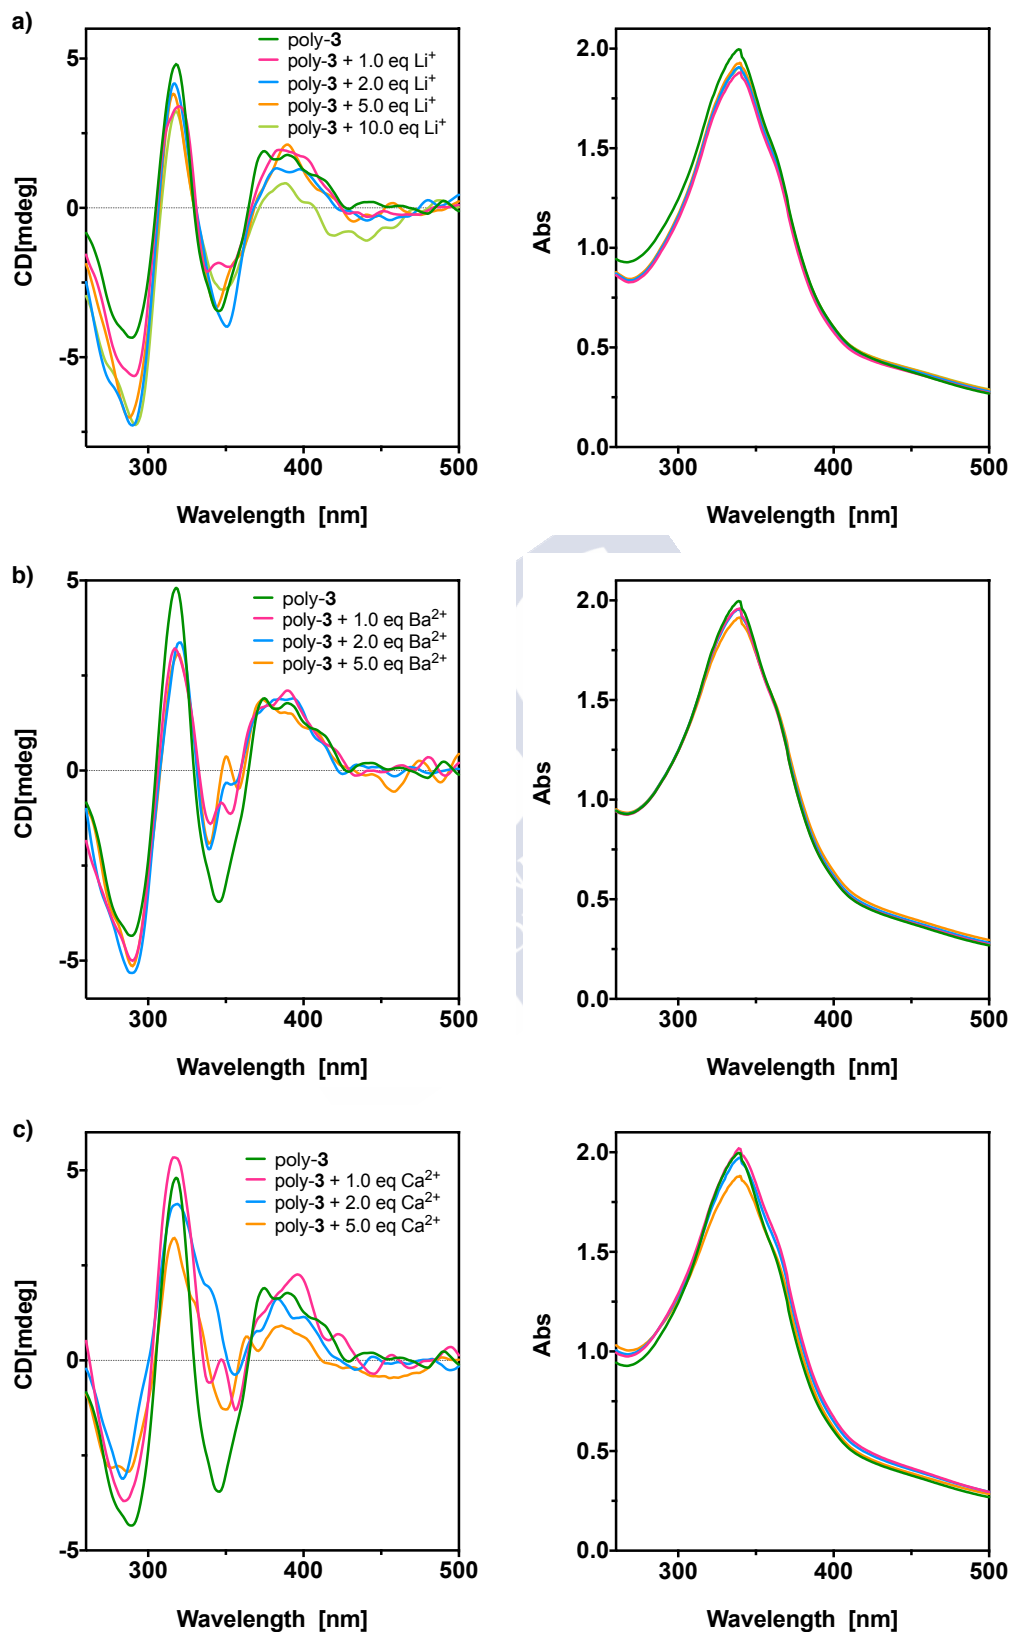 a)
5
0
-5
CD[mdeg]
poly-3
poly-3 + 1.0 eq Li⁺
poly-3 + 2.0 eq Li⁺
poly-3 + 5.0 eq Li⁺
poly-3 + 10.0 eq Li⁺
300 400 500
Wavelength [nm]
2.0
1.5
1.0
0.5
0.0
Abs
300 400 500
Wavelength [nm]
b)
5
0
-5
CD[mdeg]
poly-3
poly-3 + 1.0 eq Ba²⁺
poly-3 + 2.0 eq Ba²⁺
poly-3 + 5.0 eq Ba²⁺
300 400 500
Wavelength [nm]
2.0
1.5
1.0
0.5
0.0
Abs
300 400 500
Wavelength [nm]
c)
5
0
-5
CD[mdeg]
poly-3
poly-3 + 1.0 eq Ca²⁺
poly-3 + 2.0 eq Ca²⁺
poly-3 + 5.0 eq Ca²⁺
300 400 500
Wavelength [nm]
2.0
1.5
1.0
0.5
0.0
Abs
300 400 500
Wavelength [nm]